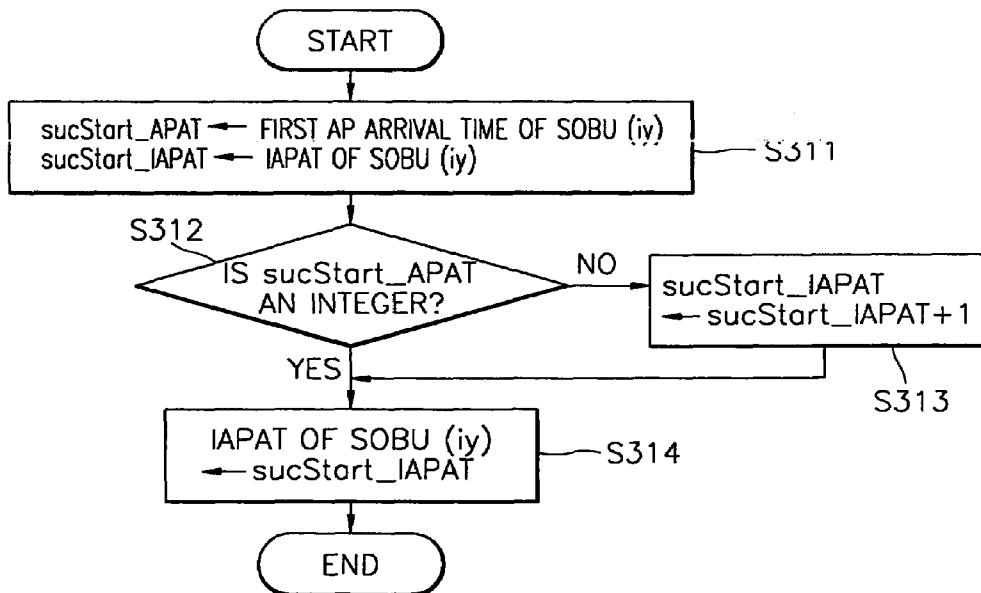 START
sucStart_APAT ← FIRST AP ARRIVAL TIME OF SOBU (iy)
sucStart_IAPAT ← IAPAT OF SOBU (iy)
S311
S312
IS sucStart_APAT
AN INTEGER?
NO
sucStart_IAPAT
← sucStart_IAPAT+1
S313
YES
IAPAT OF SOBU (iy)
← sucStart_IAPAT
S314
END